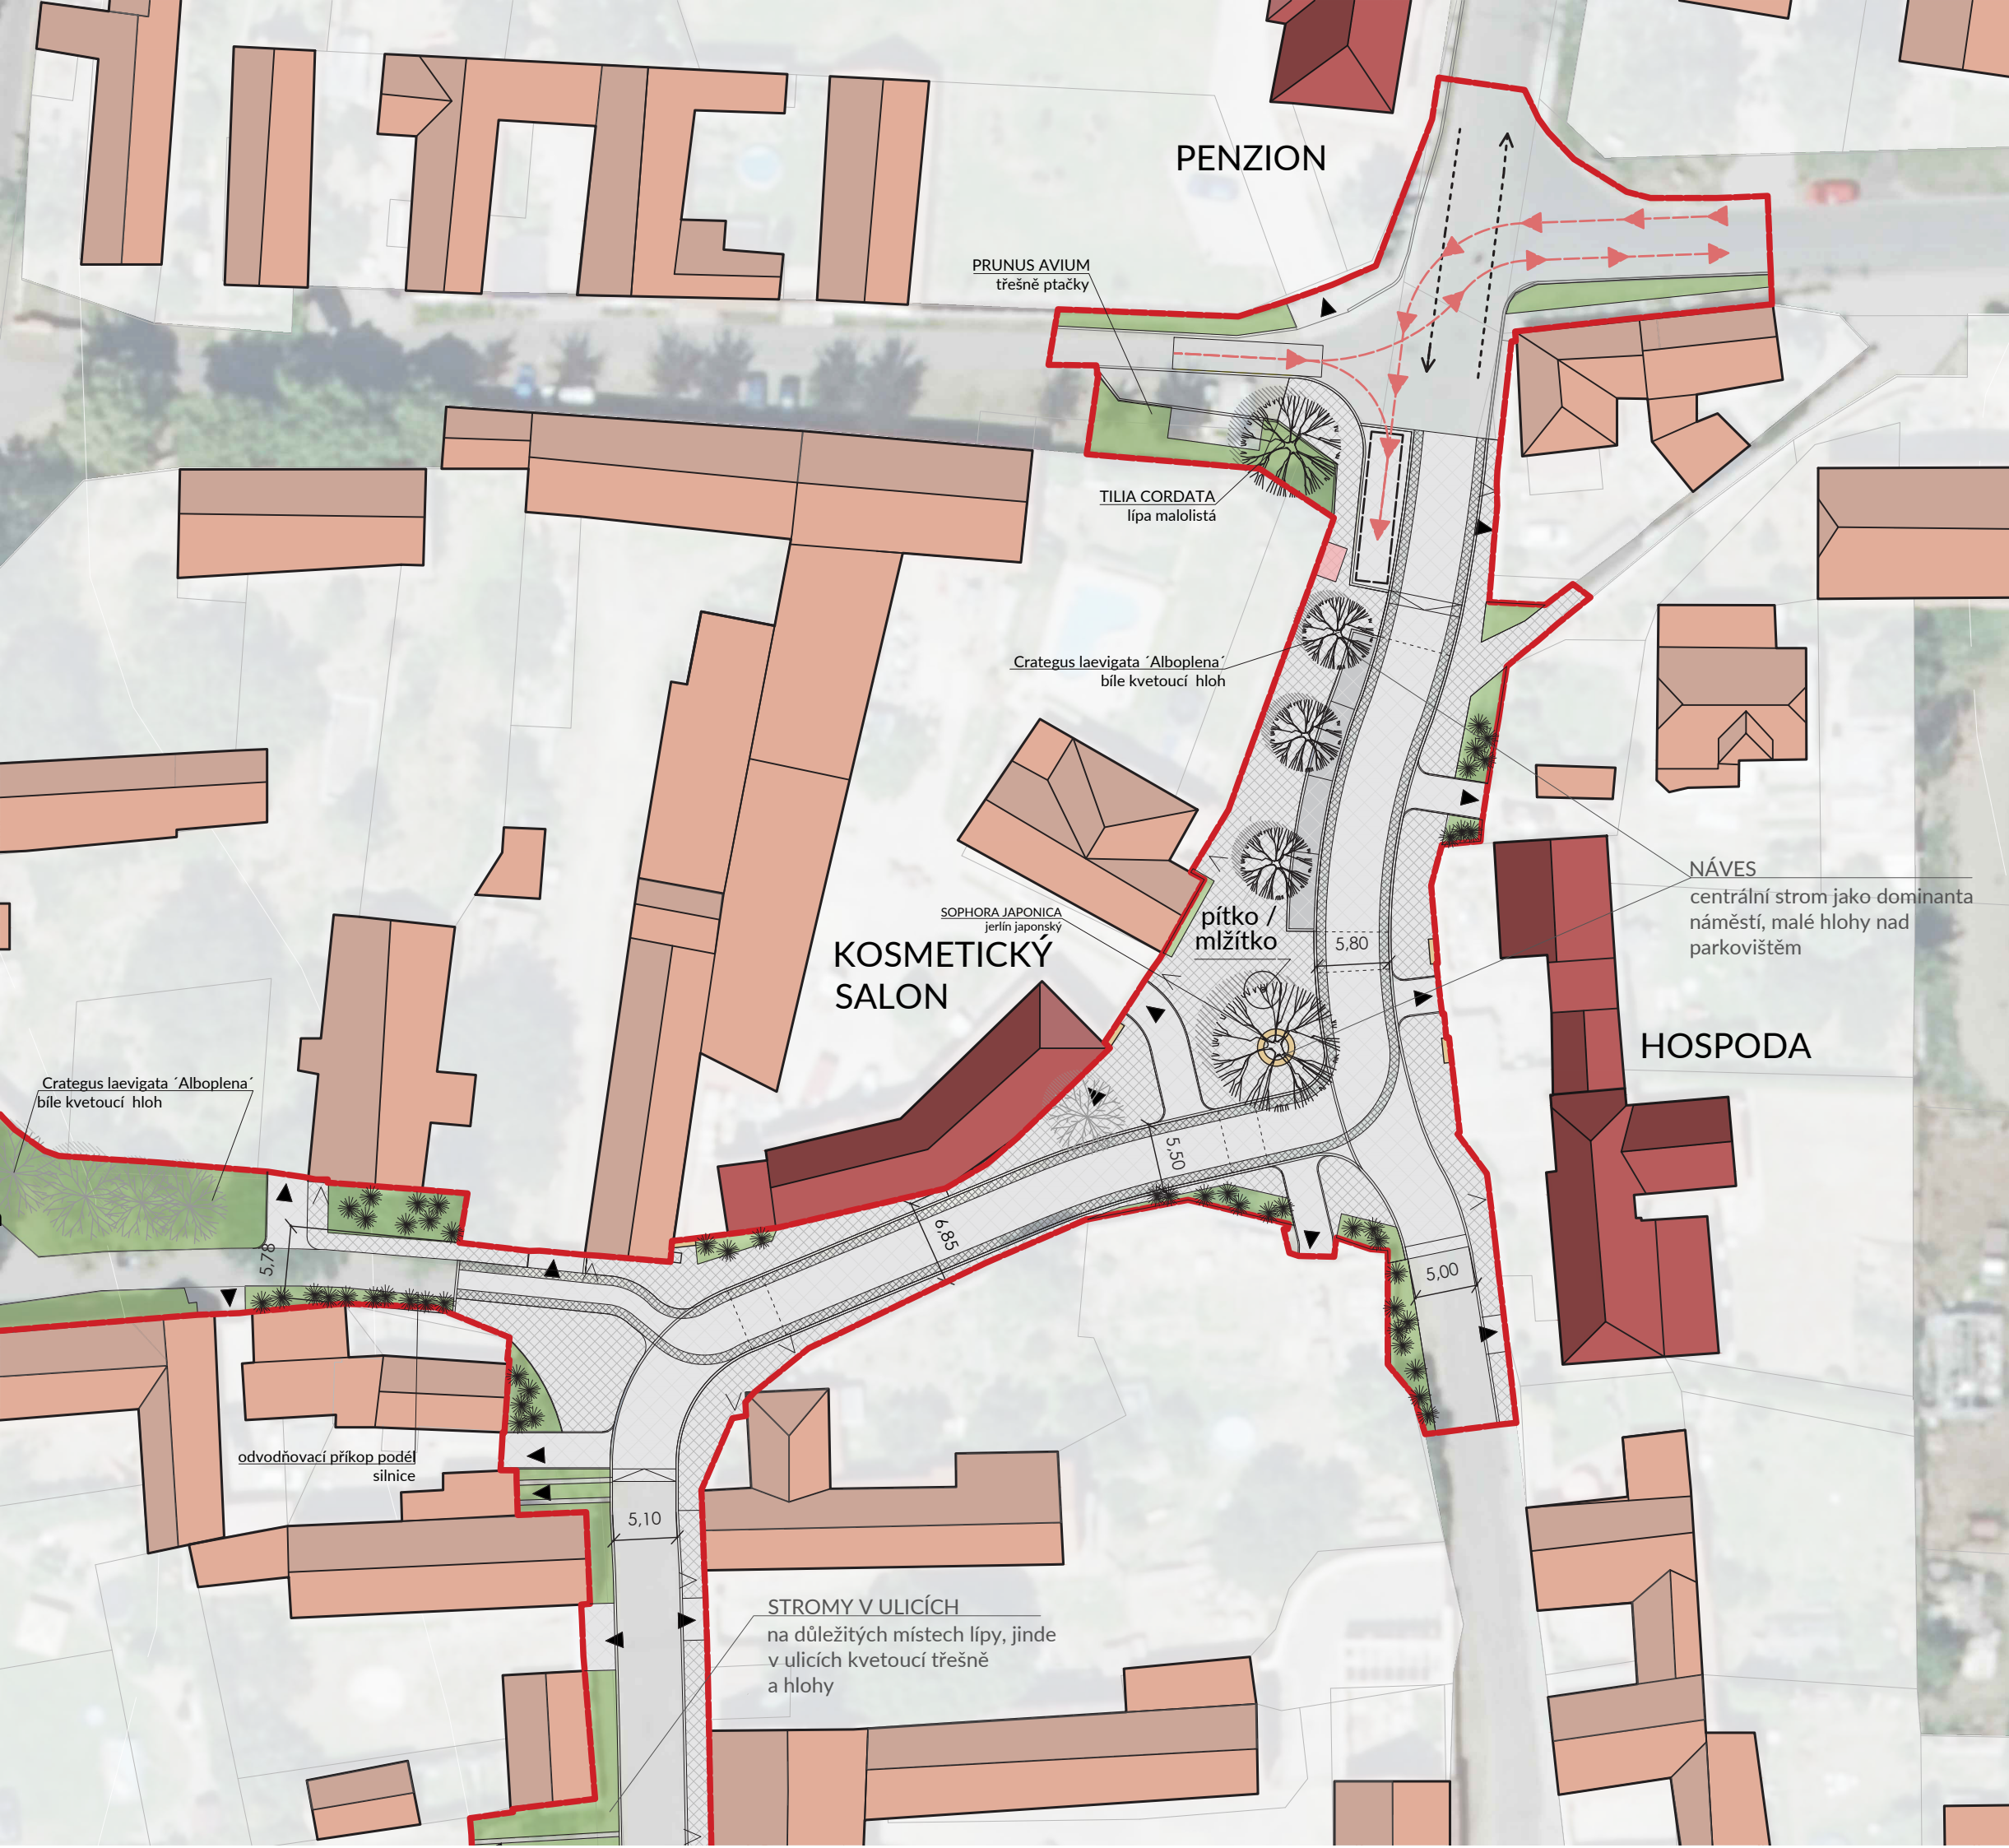 PENZION
PRUNUS AVIUM
třešně ptačky
TILIA CORDATA
lípa malolistá
Crategus laevigata ´Alboplena´
bíle kvetoucí  hloh
NÁVES
centrální strom jako dominanta
náměstí, malé hlohy nad
parkovištěm
SOPHORA JAPONICA
jerlín japonský
pítko /
mlžítko
5,80
KOSMETICKÝ
SALON
HOSPODA
Crategus laevigata ´Alboplena´
bíle kvetoucí  hloh
5,50
6,85
5,78
5,00
odvodňovací příkop podél
silnice
5,10
STROMY V ULICÍCH
na důležitých místech lípy, jinde
v ulicích kvetoucí třešně
a hlohy